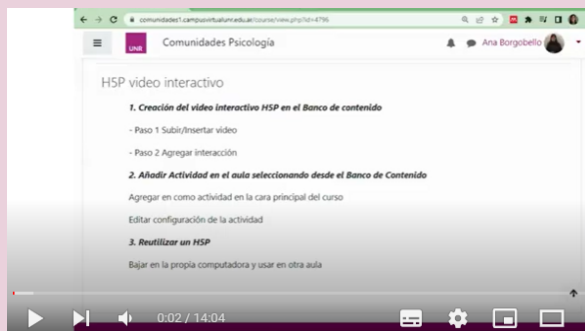 comunidades1.campusvirtualunr.edu.ar/course/view.php?id=4796
UNR
Comunidades Psicología
Ana Borgobello
H5P video interactivo
1. Creación del video interactivo H5P en el Banco de contenido
- Paso 1 Subir/Insertar video
- Paso 2 Agregar interacción
2. Añadir Actividad en el aula seleccionando desde el Banco de Contenido
Agregar en como actividad en la cara principal del curso
Editar configuración de la actividad
3. Reutilizar un H5P
Bajar en la propia computadora y usar en otra aula
0:02 / 14:04